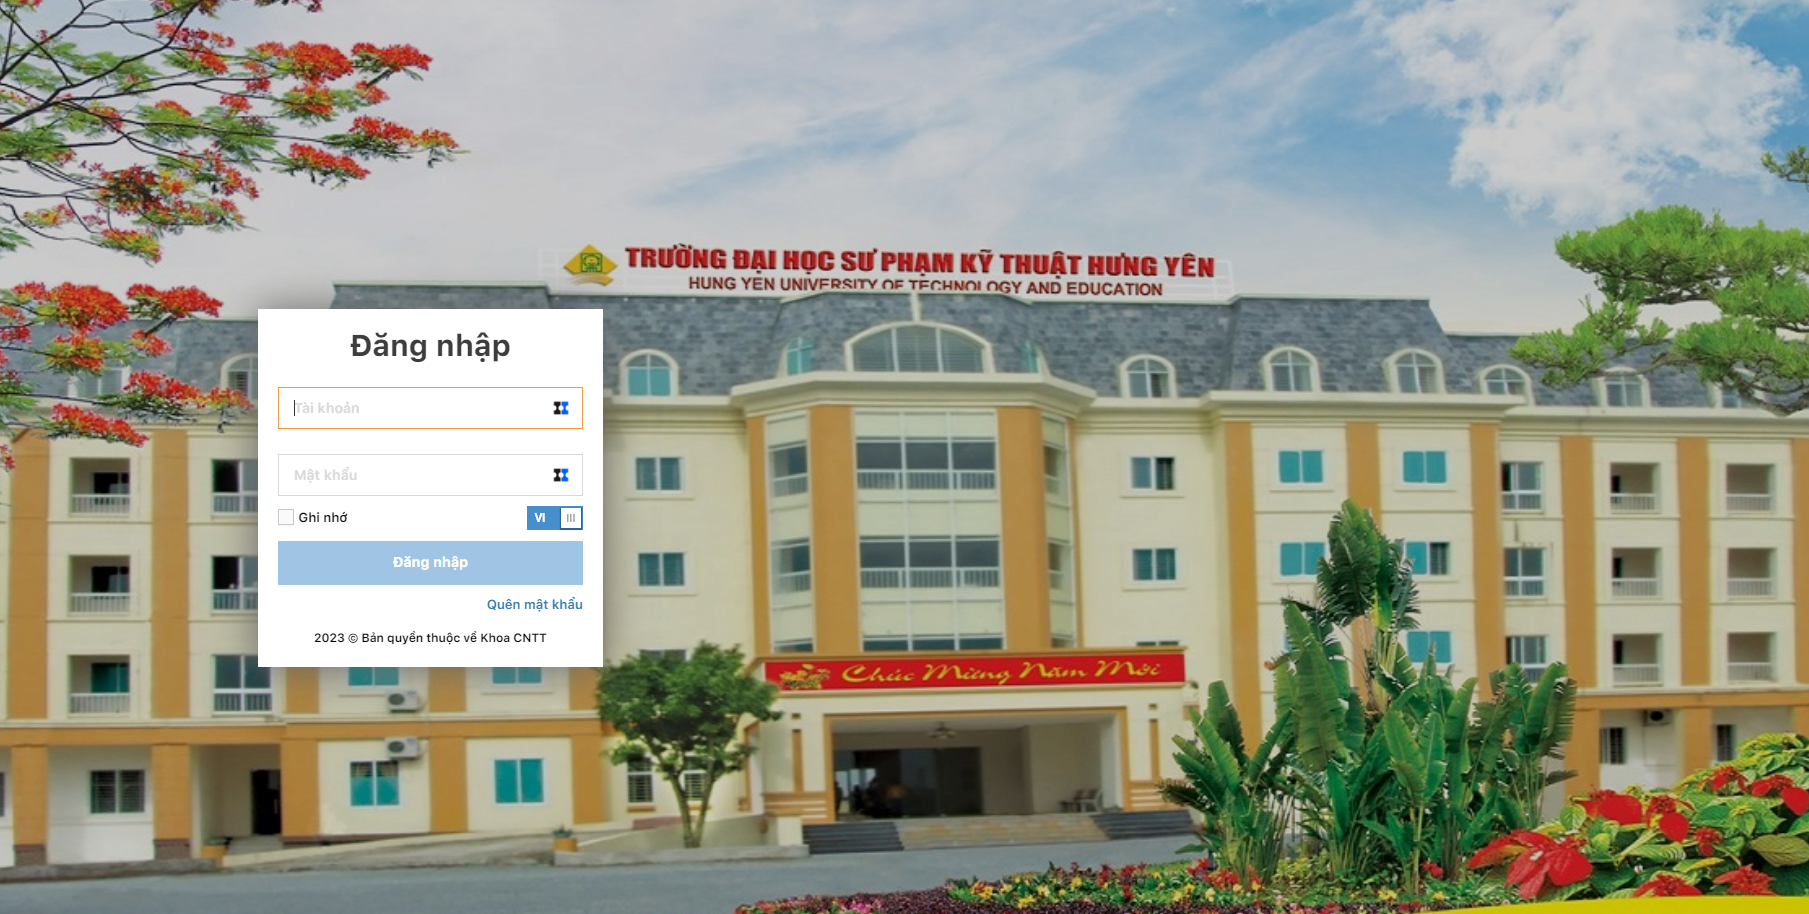 TRƯỜNG ĐẠI HỌC SƯ PHẠM KỸ THUẬT HƯNG YÊN
HUNG YEN UNIVERSITY OF TECHNOLOGY AND EDUCATION
Đăng nhập
Tài khoản
Mật khẩu
Ghi nhớ
VI
Đăng nhập
Quên mật khẩu
2023 © Bản quyền thuộc về Khoa CNTT
Chúc Mừng Năm Mới